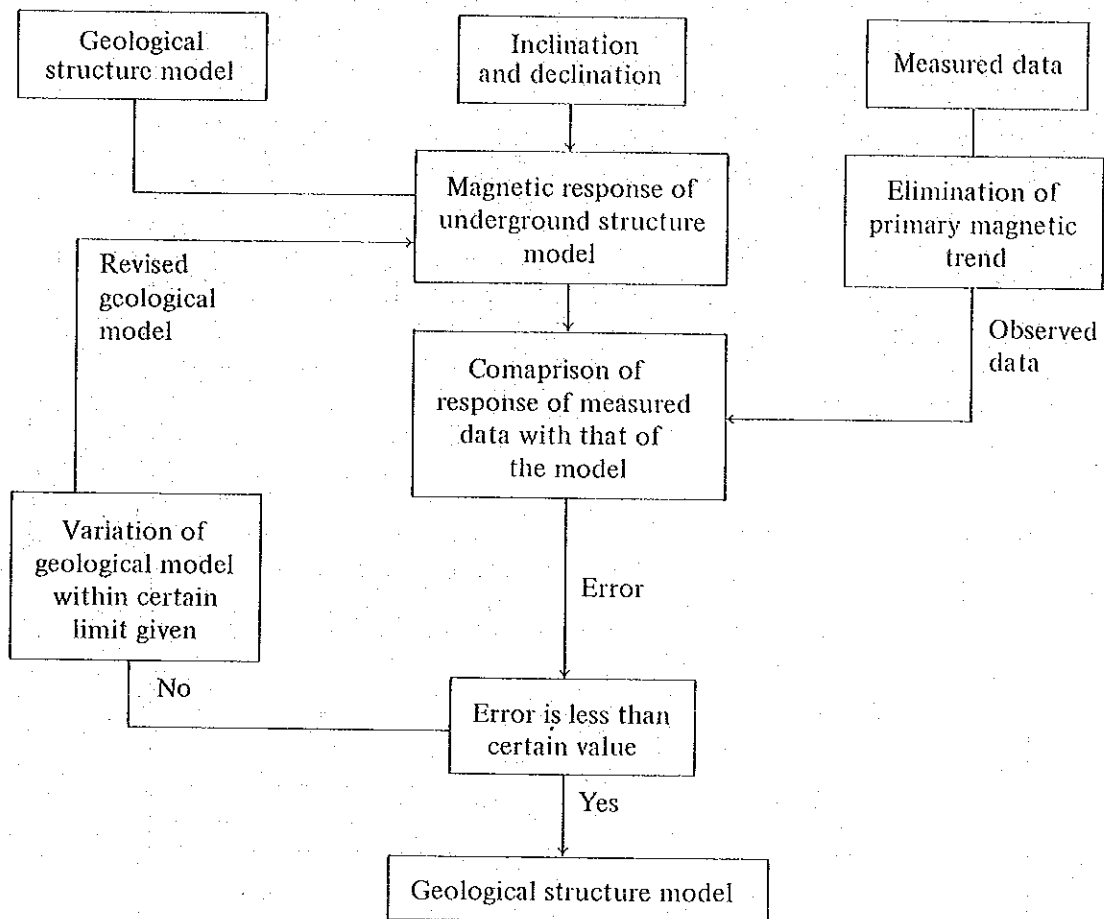 Geological
structure model
Inclination
and declination
Measured data
Magnetic response of
underground structure
model
Elimination of
primary magnetic
trend
Revised
geological
model
Observed
data
Comaprison of
response of measured
data with that of
the model
Variation of
geological model
within certain
limit given
Error
No
Error is less than
certain value
Yes
Geological structure model